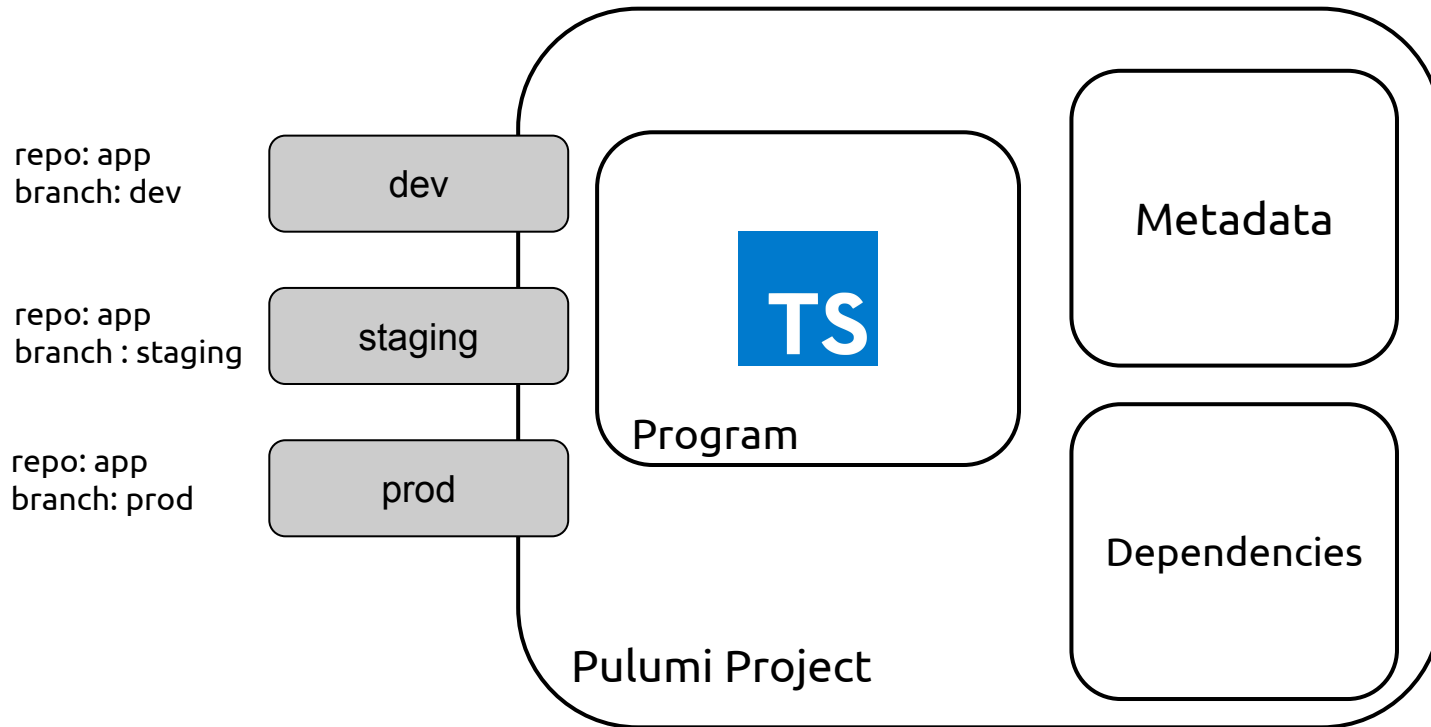 repo: app
branch: dev
dev
repo: app
branch : staging
staging
repo: app
branch: prod
prod
TS
Program
Metadata
Dependencies
Pulumi Project